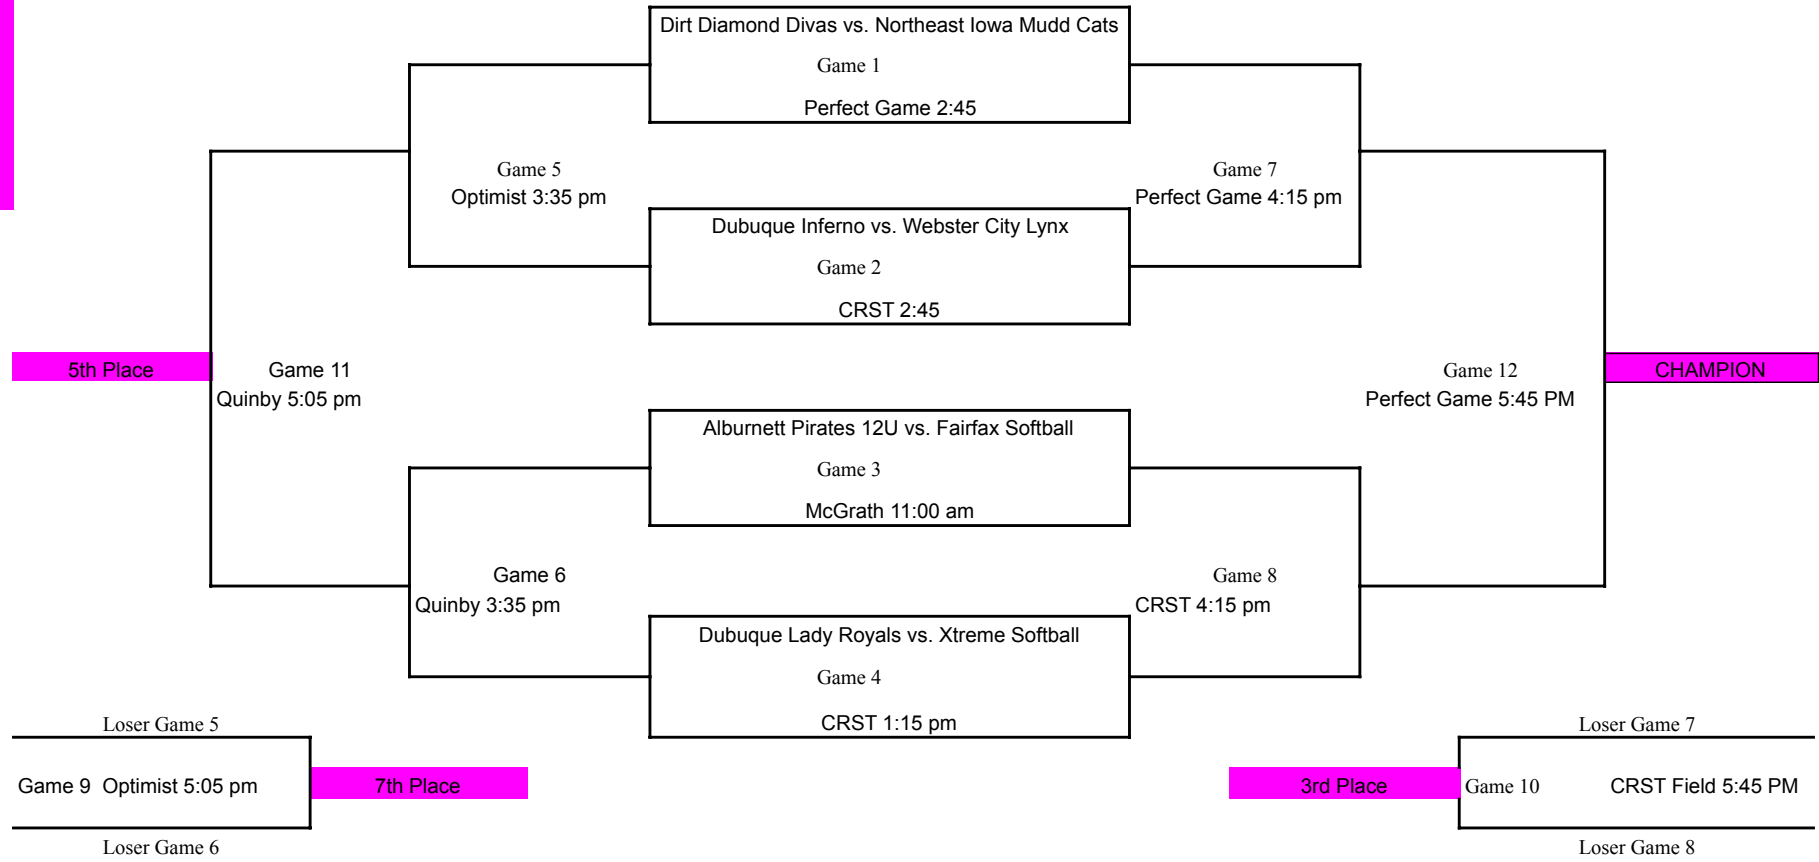 Dirt Diamond Divas vs. Northeast Iowa Mudd Cats
Game 1
Perfect Game 2:45
Game 5
Optimist 3:35 pm
Game 7
Perfect Game 4:15 pm
Dubuque Inferno vs. Webster City Lynx
Game 2
CRST 2:45
5th Place
Game 11
Quinby 5:05 pm
Game 12
Perfect Game 5:45 PM
CHAMPION
Alburnett Pirates 12U vs. Fairfax Softball
Game 3
McGrath 11:00 am
Game 6
Quinby 3:35 pm
Game 8
CRST 4:15 pm
Dubuque Lady Royals vs. Xtreme Softball
Game 4
CRST 1:15 pm
Loser Game 5
Game 9 Optimist 5:05 pm
7th Place
Loser Game 6
Loser Game 7
3rd Place
Game 10 CRST Field 5:45 PM
Loser Game 8